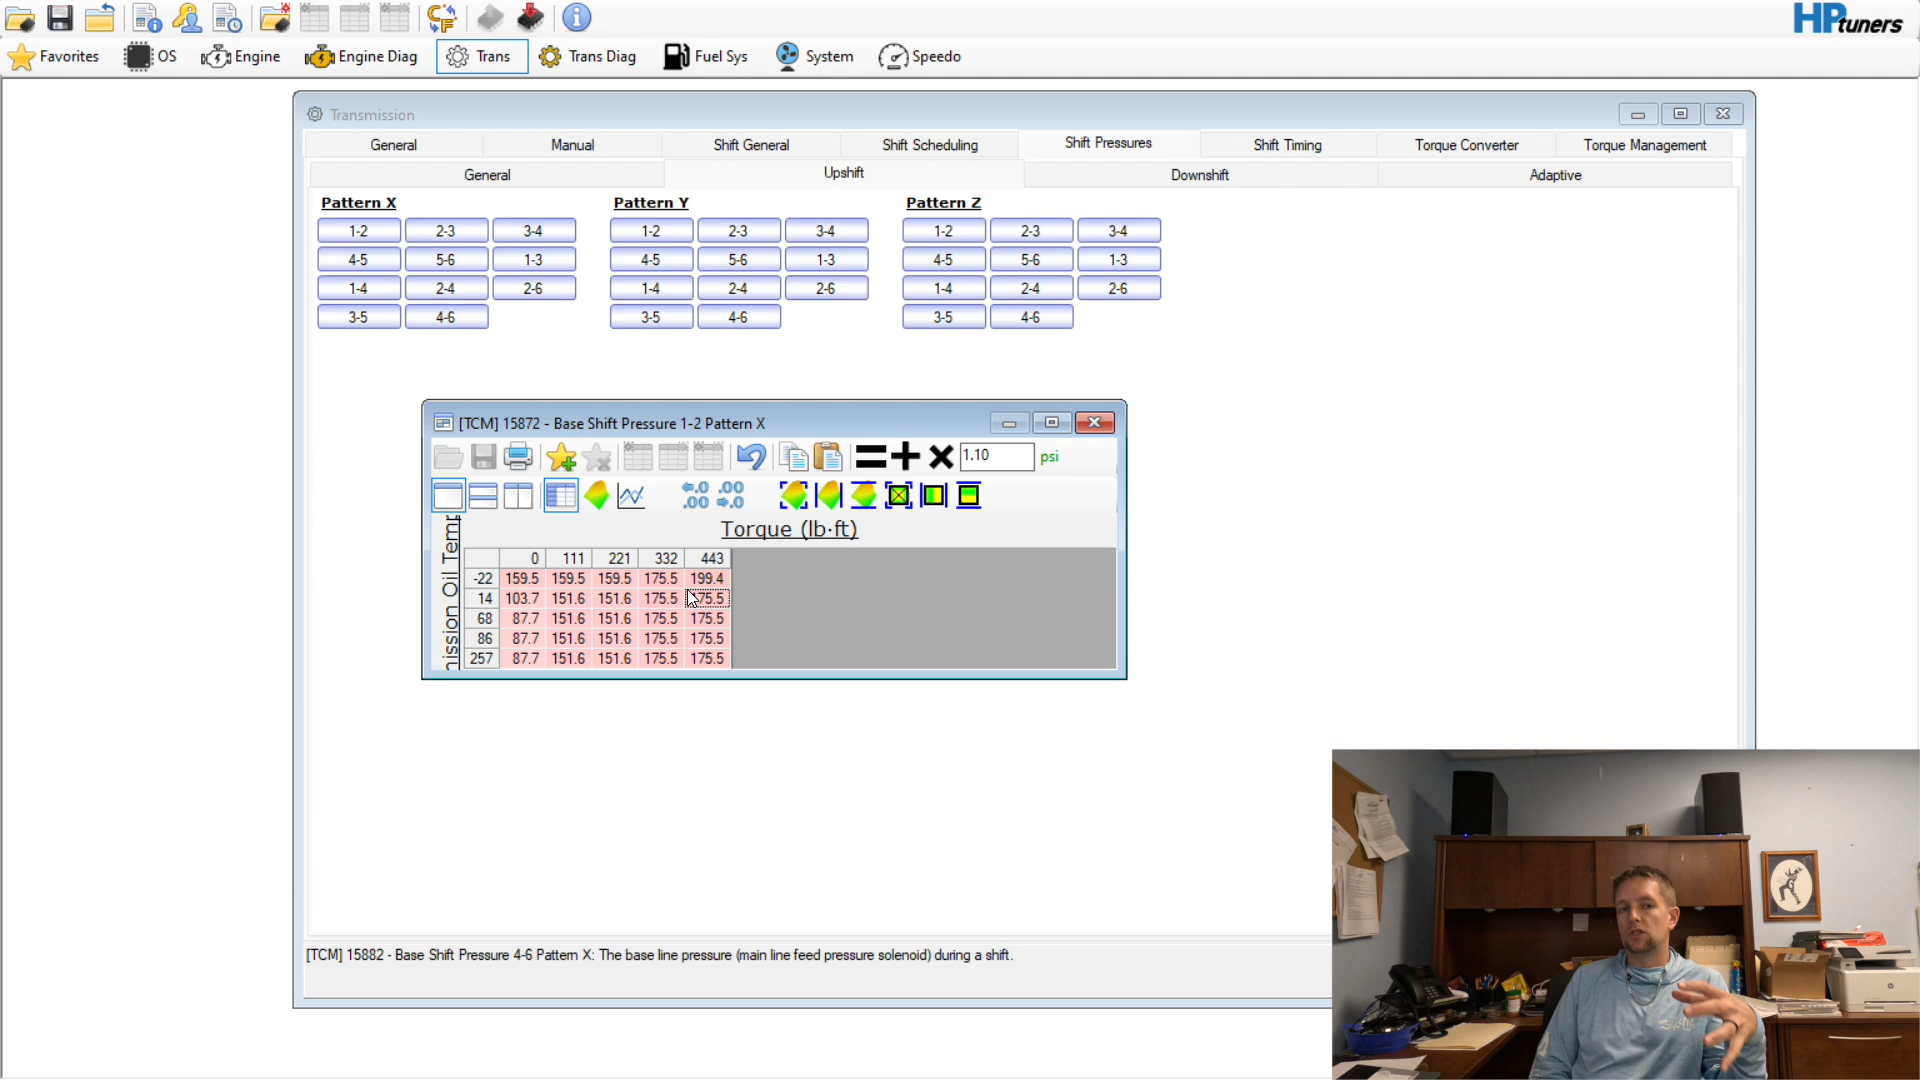 HPtuners
Favorites OS Engine Engine Diag Trans Trans Diag Fuel Sys System Speedo
Transmission
General Manual Shift General Shift Scheduling Shift Pressures Shift Timing Torque Converter Torque Management
General Upshift Downshift Adaptive
Pattern X Pattern Y Pattern Z
1-2 2-3 3-4 1-2 2-3 3-4 1-2 2-3 3-4
4-5 5-6 1-3 4-5 5-6 1-3 4-5 5-6 1-3
1-4 2-4 2-6 1-4 2-4 2-6 1-4 2-4 2-6
3-5 4-6 3-5 4-6 3-5 4-6
[TCM] 15872 - Base Shift Pressure 1-2 Pattern X
1.10 psi
Torque (lb·ft)
0 111 221 332 443
-22 159.5 159.5 159.5 175.5 199.4
14 103.7 151.6 151.6 175.5 75.5
68 87.7 151.6 151.6 175.5 175.5
86 87.7 151.6 151.6 175.5 175.5
257 87.7 151.6 151.6 175.5 175.5
[TCM] 15882 - Base Shift Pressure 4-6 Pattern X: The base line pressure (main line feed pressure solenoid) during a shift.